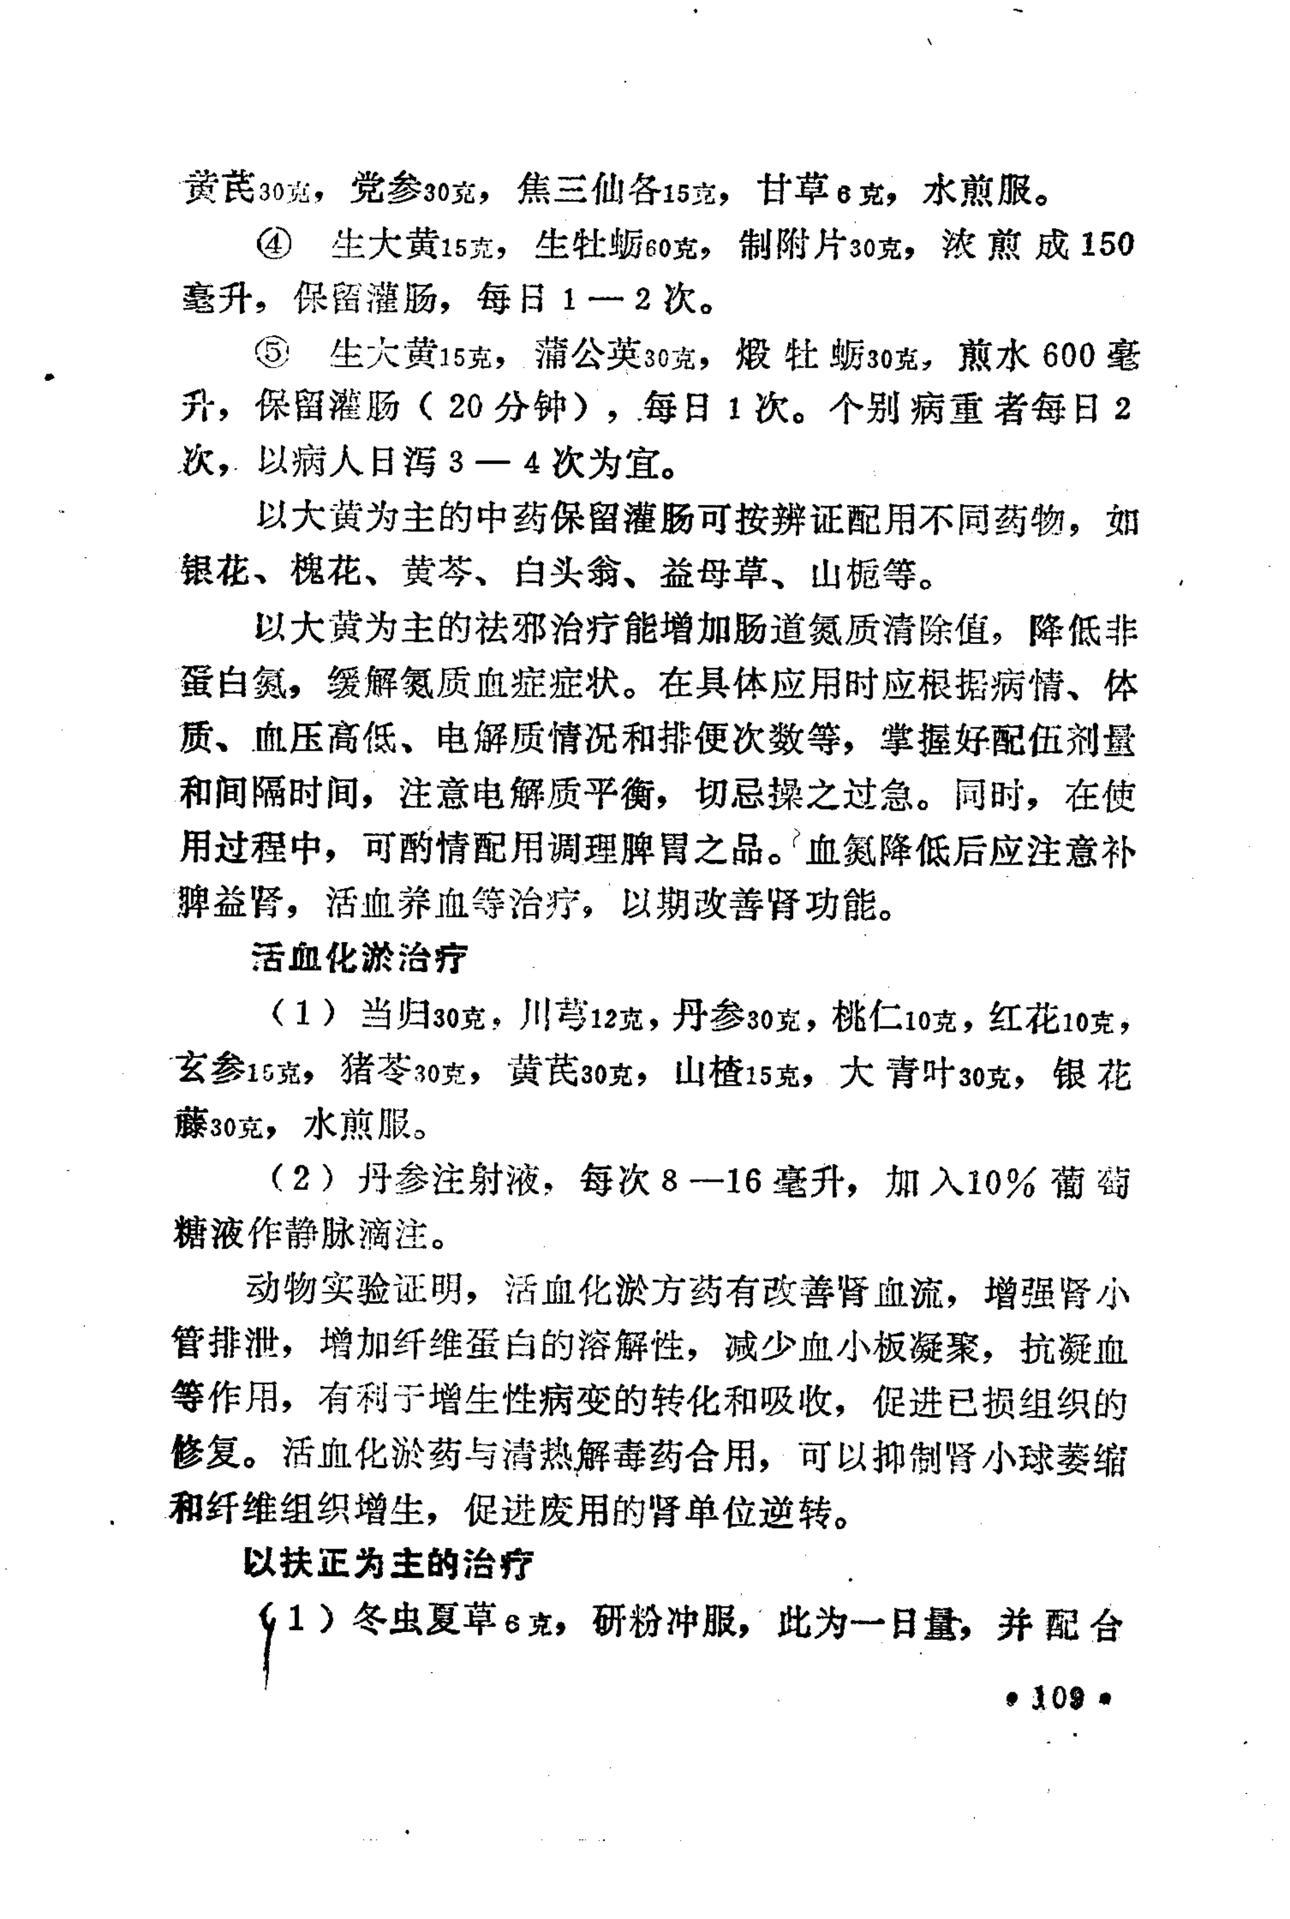 黄芪30克，党参30克，焦三仙各15克，甘草6克，水煎服。
④ 生大黄15克，生牡蛎60克，制附片30克，浓煎成150
毫升，保留灌肠，每日1—2次。
⑤ 生大黄15克，蒲公英30克，煅牡蛎30克，煎水600毫
升，保留灌肠（20分钟），每日1次。个别病重者每日2
次，以病人日泻3—4次为宜。
以大黄为主的中药保留灌肠可按辨证配用不同药物，如
银花、槐花、黄芩、白头翁、益母草、山栀等。
以大黄为主的祛邪治疗能增加肠道氮质清除值，降低非
蛋白氮，缓解氮质血症症状。在具体应用时应根据病情、体
质、血压高低、电解质情况和排便次数等，掌握好配伍剂量
和间隔时间，注意电解质平衡，切忌操之过急。同时，在使
用过程中，可酌情配用调理脾胃之品。血氮降低后应注意补
脾益肾，活血养血等治疗，以期改善肾功能。
活血化淤治疗
（1）当归30克，川芎12克，丹参30克，桃仁10克，红花10克，
玄参15克，猪苓30克，黄芪30克，山楂15克，大青叶30克，银花
藤30克，水煎服。
（2）丹参注射液，每次8—16毫升，加入10%葡萄
糖液作静脉滴注。
动物实验证明，活血化淤方药有改善肾血流，增强肾小
管排泄，增加纤维蛋白的溶解性，减少血小板凝聚，抗凝血
等作用，有利于增生性病变的转化和吸收，促进已损组织的
修复。活血化淤药与清热解毒药合用，可以抑制肾小球萎缩
和纤维组织增生，促进废用的肾单位逆转。
以扶正为主的治疗
（1）冬虫夏草6克，研粉冲服，此为一日量，并配合
•109•